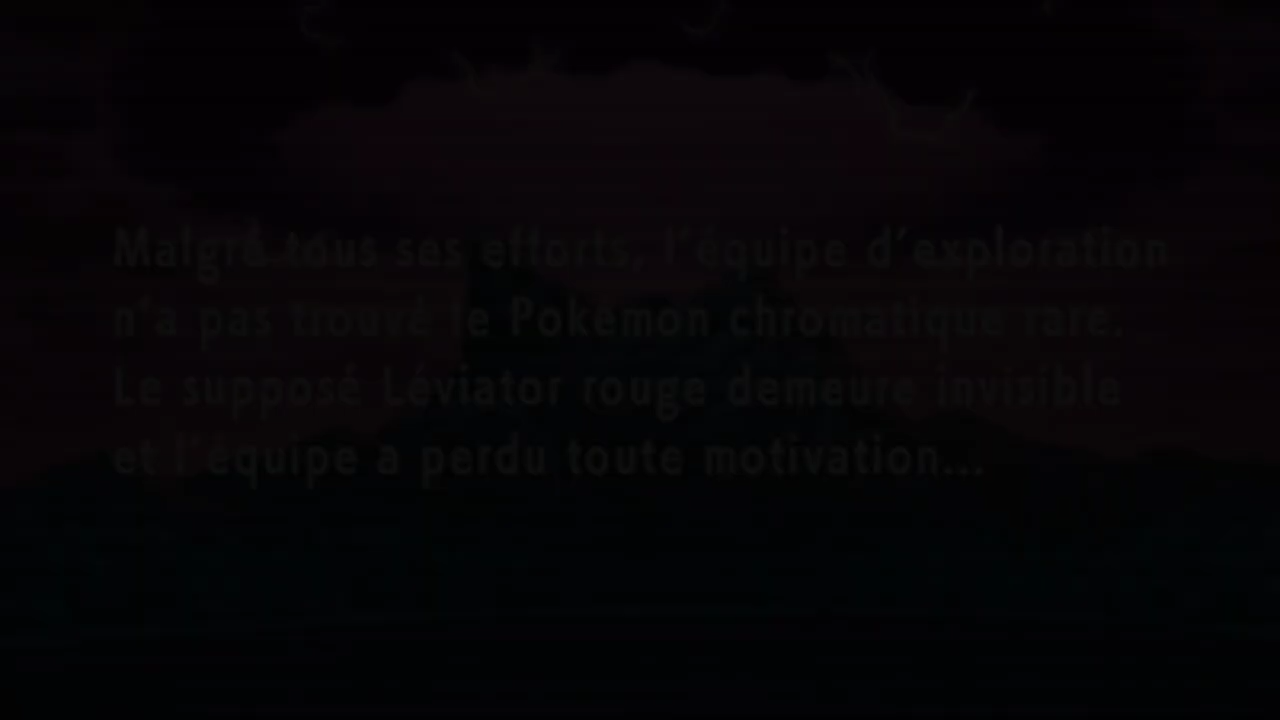 Malgré tous ses efforts, l'équipe d'exploration
n'a pas trouvé le Pokémon chromatique rare.
Le supposé Léviator rouge demeure invisible
et l'équipe a perdu toute motivation...